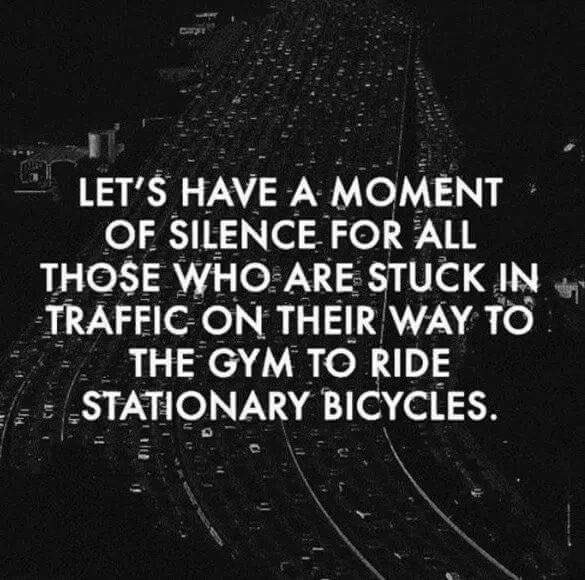 LET'S HAVE A MOMENT
OF SILENCE FOR ALL
THOSE WHO ARE STUCK IN
TRAFFIC ON THEIR WAY TO
THE GYM TO RIDE
STATIONARY BICYCLES.